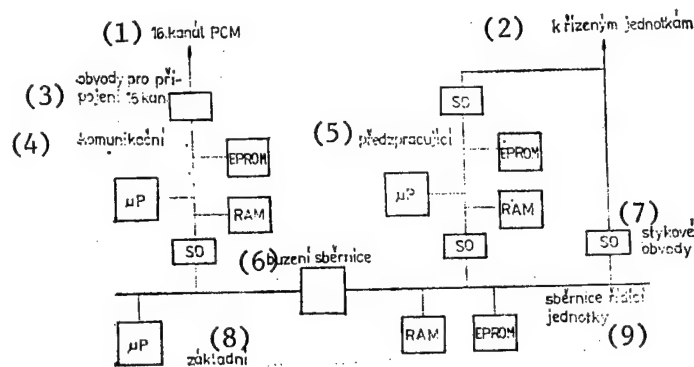 (1) 16.kanál PCM
(2) k řízeným jednotkám
(3) obvody pro při-
pojení 16 kan
SO
(4) komunikační
(5) předzpracující
EPROM
EPROM
µP
RAM
µP
RAM
(7)
SO
SO
SO
stykové
obvody
(6) buzení sběrnice
sběrnice řídící
jednotky (9)
µP
(8)
základní
RAM
EPROM